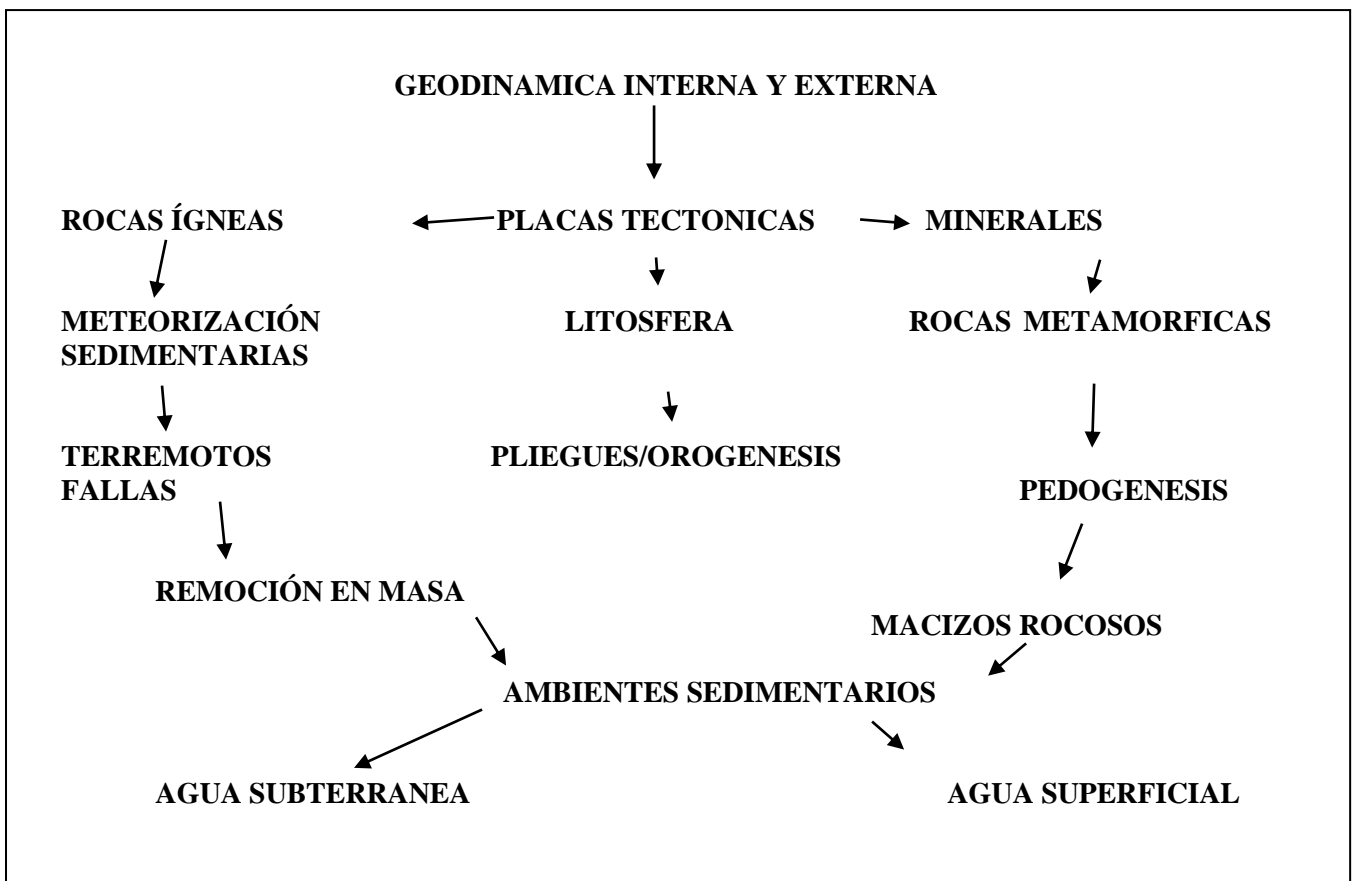 GEODINAMICA INTERNA Y EXTERNA
ROCAS ÍGNEAS PLACAS TECTONICAS MINERALES
METEORIZACIÓN LITOSFERA ROCAS METAMORFICAS
SEDIMENTARIAS
TERREMOTOS PLIEGUES/OROGENESIS
FALLAS PEDOGENESIS
REMOCIÓN EN MASA
MACIZOS ROCOSOS
AMBIENTES SEDIMENTARIOS
AGUA SUBTERRANEA AGUA SUPERFICIAL